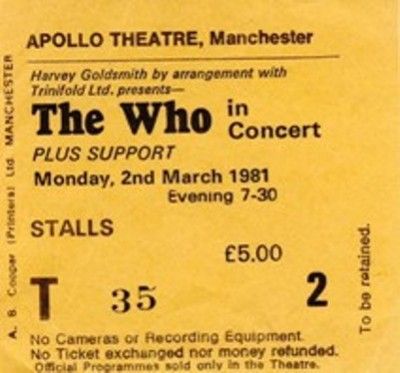 APOLLO THEATRE, Manchester
Harvey Goldsmith by arrangement with
Trinifold Ltd. presents—
The Who in
Concert
PLUS SUPPORT
Monday, 2nd March 1981
Evening 7-30
STALLS
£5.00
T 35 2
No Cameras or Recording Equipment.
No Ticket exchanged nor money refunded.
Official Programmes sold only in the Theatre.
A. B. Cooper (Printers) Ltd. MANCHESTER
To be retained.